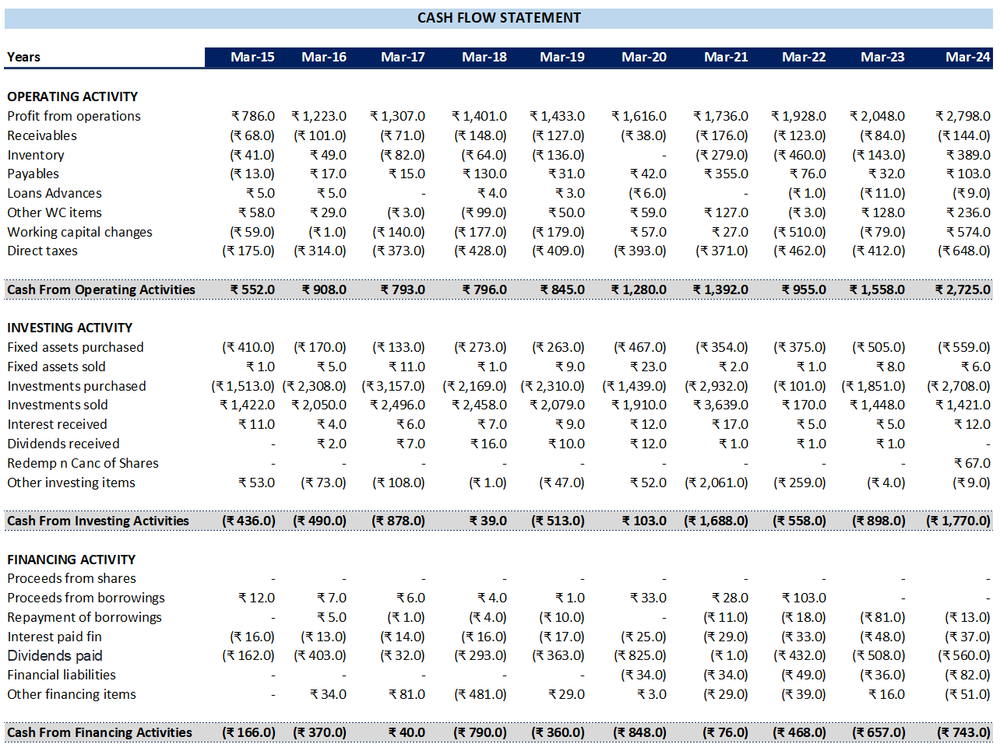 CASH FLOW STATEMENT
Years Mar-15 Mar-16 Mar-17 Mar-18 Mar-19 Mar-20 Mar-21 Mar-22 Mar-23 Mar-24
OPERATING ACTIVITY
Profit from operations ₹ 786.0 ₹ 1,223.0 ₹ 1,307.0 ₹ 1,401.0 ₹ 1,433.0 ₹ 1,616.0 ₹ 1,736.0 ₹ 1,928.0 ₹ 2,048.0 ₹ 2,798.0
Receivables (₹ 68.0) (₹ 101.0) (₹ 71.0) (₹ 148.0) (₹ 127.0) (₹ 38.0) (₹ 176.0) (₹ 123.0) (₹ 84.0) (₹ 144.0)
Inventory (₹ 41.0) ₹ 49.0 (₹ 82.0) (₹ 64.0) (₹ 136.0) - (₹ 279.0) (₹ 460.0) (₹ 143.0) ₹ 389.0
Payables (₹ 13.0) ₹ 17.0 ₹ 15.0 ₹ 130.0 ₹ 31.0 ₹ 42.0 ₹ 355.0 ₹ 76.0 ₹ 32.0 ₹ 103.0
Loans Advances ₹ 5.0 ₹ 5.0 - ₹ 4.0 ₹ 3.0 (₹ 6.0) - (₹ 1.0) (₹ 11.0) (₹ 9.0)
Other WC items ₹ 58.0 ₹ 29.0 (₹ 3.0) (₹ 99.0) ₹ 50.0 ₹ 59.0 ₹ 127.0 (₹ 3.0) ₹ 128.0 ₹ 236.0
Working capital changes (₹ 59.0) (₹ 1.0) (₹ 140.0) (₹ 177.0) (₹ 179.0) ₹ 57.0 ₹ 27.0 (₹ 510.0) (₹ 79.0) ₹ 574.0
Direct taxes (₹ 175.0) (₹ 314.0) (₹ 373.0) (₹ 428.0) (₹ 409.0) (₹ 393.0) (₹ 371.0) (₹ 462.0) (₹ 412.0) (₹ 648.0)
Cash From Operating Activities ₹ 552.0 ₹ 908.0 ₹ 793.0 ₹ 796.0 ₹ 845.0 ₹ 1,280.0 ₹ 1,392.0 ₹ 955.0 ₹ 1,558.0 ₹ 2,725.0
INVESTING ACTIVITY
Fixed assets purchased (₹ 410.0) (₹ 170.0) (₹ 133.0) (₹ 273.0) (₹ 263.0) (₹ 467.0) (₹ 354.0) (₹ 375.0) (₹ 505.0) (₹ 559.0)
Fixed assets sold ₹ 1.0 ₹ 5.0 ₹ 11.0 ₹ 1.0 ₹ 9.0 ₹ 23.0 ₹ 2.0 ₹ 1.0 ₹ 8.0 ₹ 6.0
Investments purchased (₹ 1,513.0) (₹ 2,308.0) (₹ 3,157.0) (₹ 2,169.0) (₹ 2,310.0) (₹ 1,439.0) (₹ 2,932.0) (₹ 101.0) (₹ 1,851.0) (₹ 2,708.0)
Investments sold ₹ 1,422.0 ₹ 2,050.0 ₹ 2,496.0 ₹ 2,458.0 ₹ 2,079.0 ₹ 1,910.0 ₹ 3,639.0 ₹ 170.0 ₹ 1,448.0 ₹ 1,421.0
Interest received ₹ 11.0 ₹ 4.0 ₹ 6.0 ₹ 7.0 ₹ 9.0 ₹ 12.0 ₹ 17.0 ₹ 5.0 ₹ 5.0 ₹ 12.0
Dividends received - ₹ 2.0 ₹ 7.0 ₹ 16.0 ₹ 10.0 ₹ 12.0 ₹ 1.0 ₹ 1.0 ₹ 1.0 -
Redemp n Canc of Shares - - - - - - - - - ₹ 67.0
Other investing items ₹ 53.0 (₹ 73.0) (₹ 108.0) (₹ 1.0) (₹ 47.0) ₹ 52.0 (₹ 2,061.0) (₹ 259.0) (₹ 4.0) (₹ 9.0)
Cash From Investing Activities (₹ 436.0) (₹ 490.0) (₹ 878.0) ₹ 39.0 (₹ 513.0) ₹ 103.0 (₹ 1,688.0) (₹ 558.0) (₹ 898.0) (₹ 1,770.0)
FINANCING ACTIVITY
Proceeds from shares - - - - - - - - - -
Proceeds from borrowings ₹ 12.0 ₹ 7.0 ₹ 6.0 ₹ 4.0 ₹ 1.0 ₹ 33.0 ₹ 28.0 ₹ 103.0 - -
Repayment of borrowings - ₹ 5.0 (₹ 1.0) (₹ 4.0) (₹ 10.0) - (₹ 11.0) (₹ 18.0) (₹ 81.0) (₹ 13.0)
Interest paid fin (₹ 16.0) (₹ 13.0) (₹ 14.0) (₹ 16.0) (₹ 17.0) (₹ 25.0) (₹ 29.0) (₹ 33.0) (₹ 48.0) (₹ 37.0)
Dividends paid (₹ 162.0) (₹ 403.0) (₹ 32.0) (₹ 293.0) (₹ 363.0) (₹ 825.0) (₹ 1.0) (₹ 432.0) (₹ 508.0) (₹ 560.0)
Financial liabilities - - - - - (₹ 34.0) (₹ 34.0) (₹ 49.0) (₹ 36.0) (₹ 82.0)
Other financing items - ₹ 34.0 ₹ 81.0 (₹ 481.0) ₹ 29.0 ₹ 3.0 (₹ 29.0) (₹ 39.0) ₹ 16.0 (₹ 51.0)
Cash From Financing Activities (₹ 166.0) (₹ 370.0) ₹ 40.0 (₹ 790.0) (₹ 360.0) (₹ 848.0) (₹ 76.0) (₹ 468.0) (₹ 657.0) (₹ 743.0)